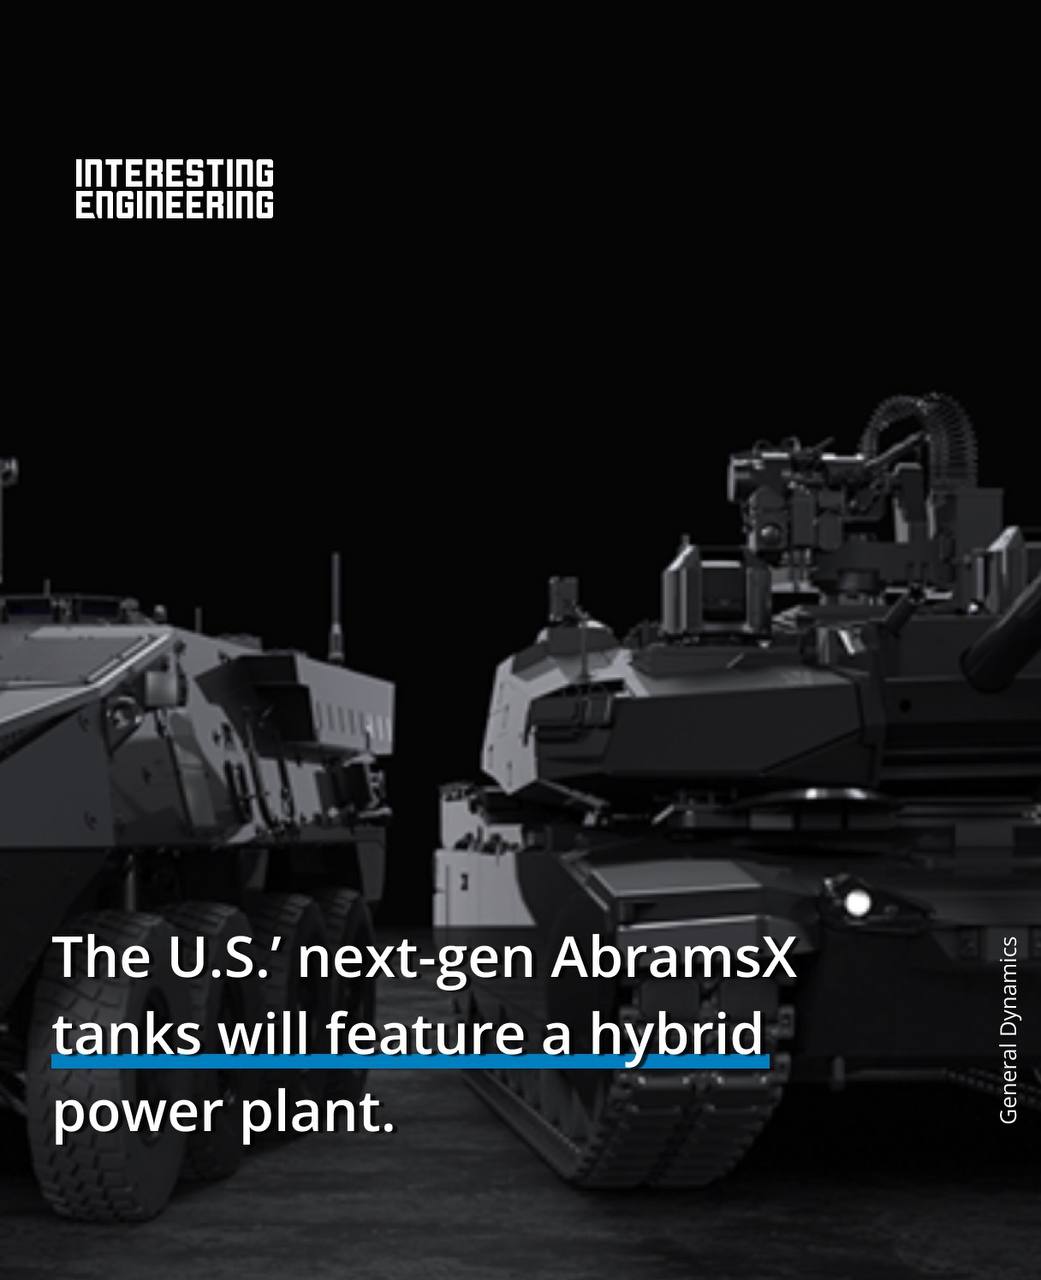 INTERESTING
ENGINEERING
The U.S.’ next-gen AbramsX
tanks will feature a hybrid
power plant.
General Dynamics